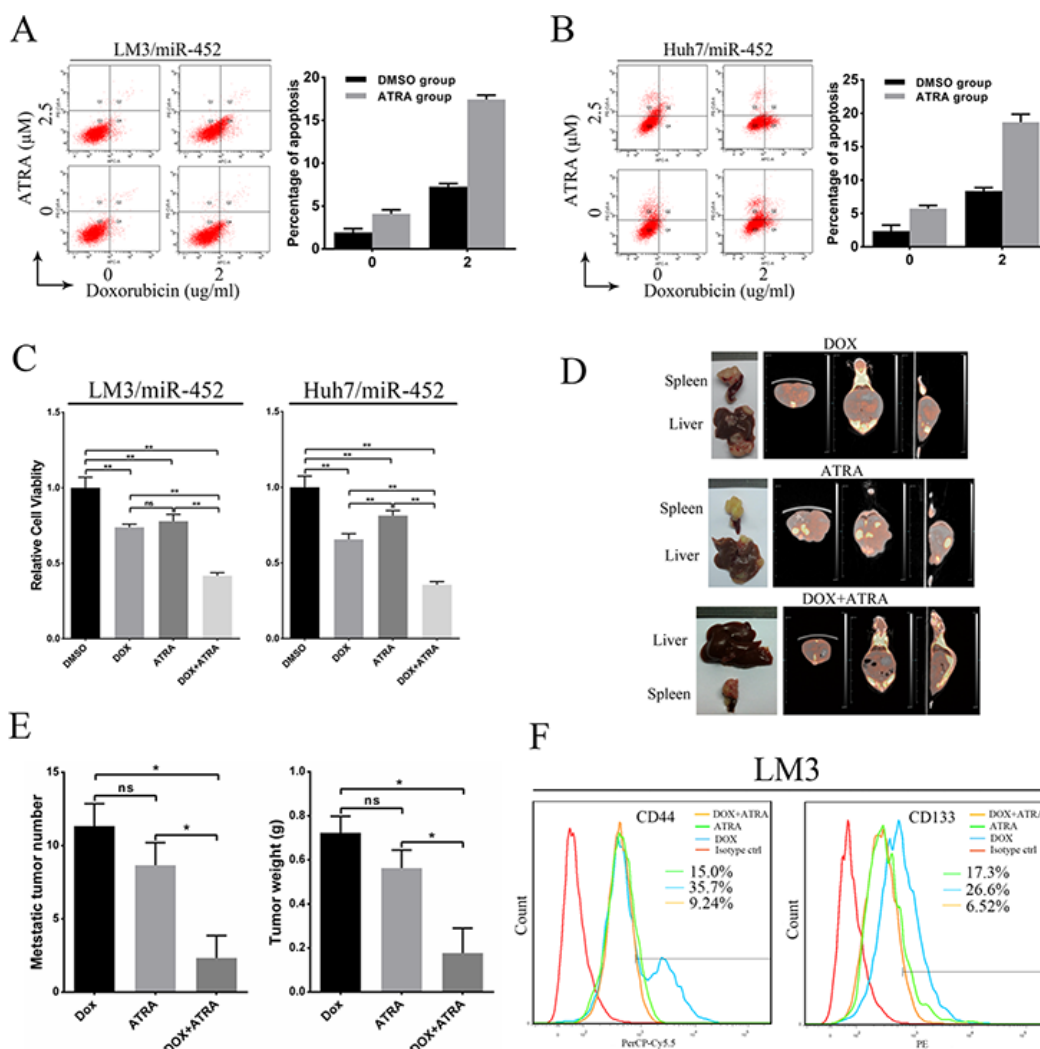 A
LM3/miR-452
ATRA (μM)
2.5
0
0
2
Doxorubicin (ug/ml)
Percentage of apoptosis
20
15
10
5
0
DMSO group
ATRA group
0
2
B
Huh7/miR-452
ATRA (μM)
2.5
0
0
2
Doxorubicin (ug/ml)
Percentage of apoptosis
25
20
15
10
5
0
DMSO group
ATRA group
0
2
C
LM3/miR-452
Relative Cell Viablity
1.5
1.0
0.5
0.0
**
**
**
**
ns
**
DMSO
DOX
ATRA
DOX+ATRA
Huh7/miR-452
1.5
1.0
0.5
0.0
**
**
**
**
**
**
DMSO
DOX
ATRA
DOX+ATRA
D
DOX
Spleen
Liver
ATRA
Spleen
Liver
DOX+ATRA
Liver
Spleen
E
Metstatic tumor number
15
10
5
0
*
ns
*
Dox
ATRA
DOX+ATRA
Tumor weight (g)
1.0
0.8
0.6
0.4
0.2
0.0
*
ns
*
Dox
ATRA
DOX+ATRA
F
LM3
CD44
DOX+ATRA
ATRA
DOX
Isotype ctrl
15.0%
35.7%
9.24%
Count
PerCP-Cy5.5
CD133
DOX+ATRA
ATRA
DOX
Isotype ctrl
17.3%
26.6%
6.52%
Count
PE